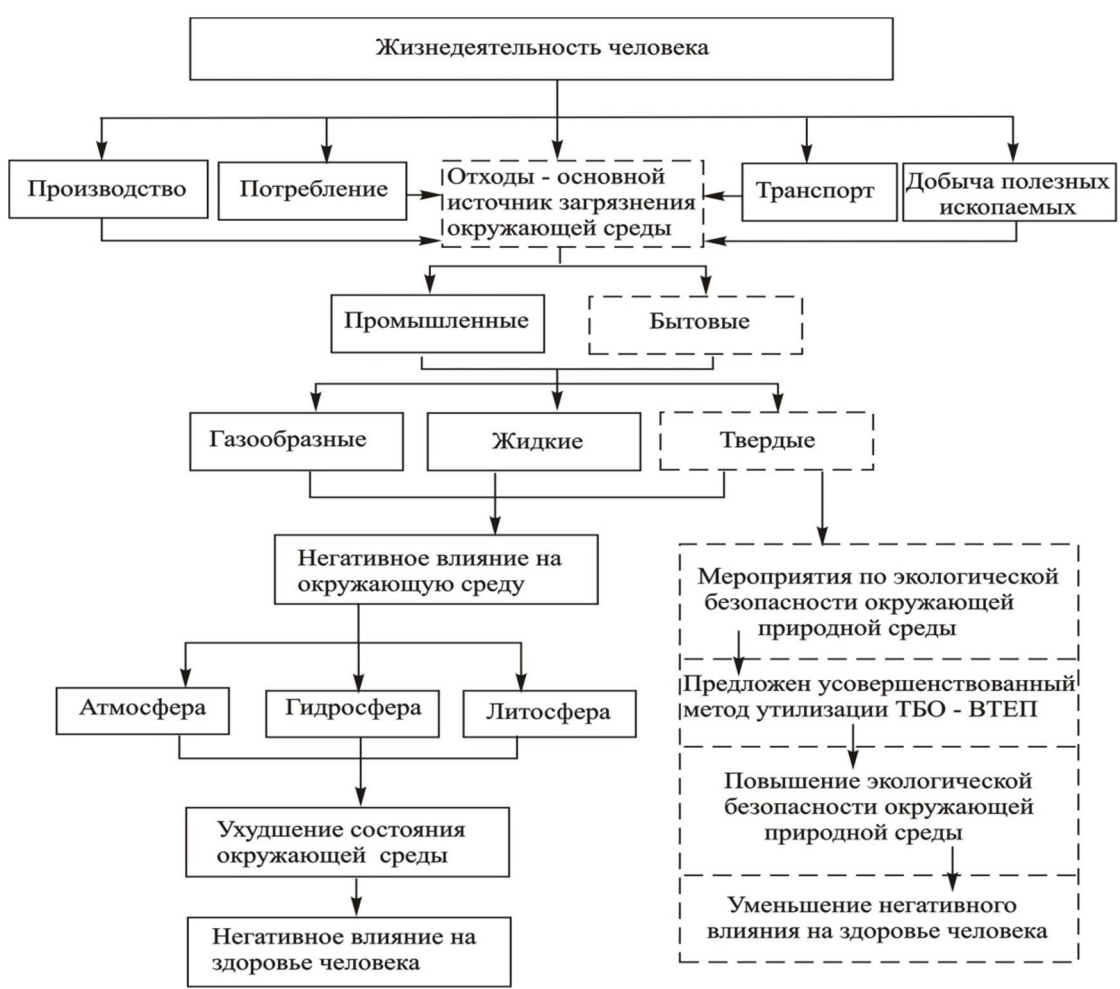 Жизнедеятельность человека
Производство
Потребление
Отходы - основной
источник загрязнения
окружающей среды
Транспорт
Добыча полезных
ископаемых
Промышленные
Бытовые
Газообразные
Жидкие
Твердые
Негативное влияние на
окружающую среду
Мероприятия по экологической
безопасности окружающей
природной среды
Атмосфера
Гидросфера
Литосфера
Предложен усовершенствованный
метод утилизации ТБО - ВТЕП
Повышение экологической
безопасности окружающей
природной среды
Ухудшение состояния
окружающей среды
Уменьшение негативного
влияния на здоровье человека
Негативное влияние на
здоровье человека